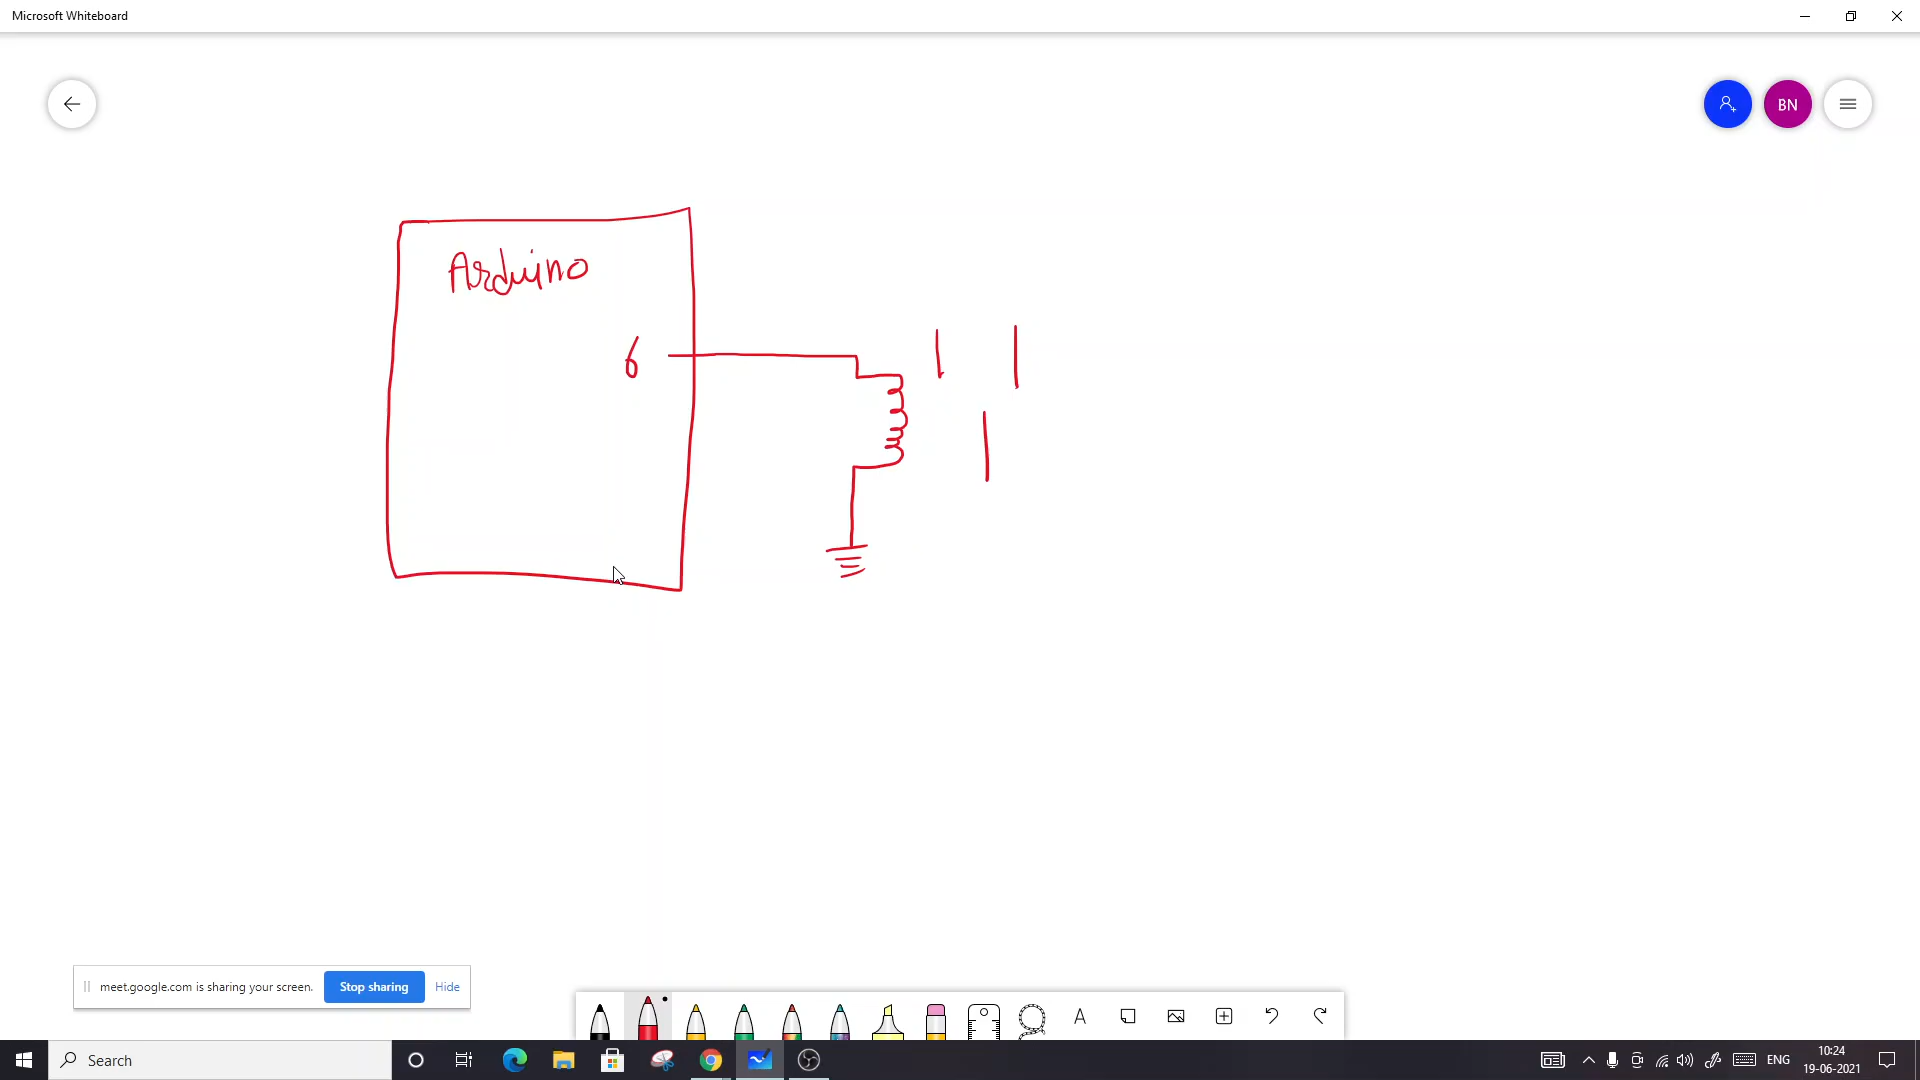 Microsoft Whiteboard
BN
Arduino
6
meet.google.com is sharing your screen.
Stop sharing
Hide
A
Search
ENG
10:24
19-06-2021